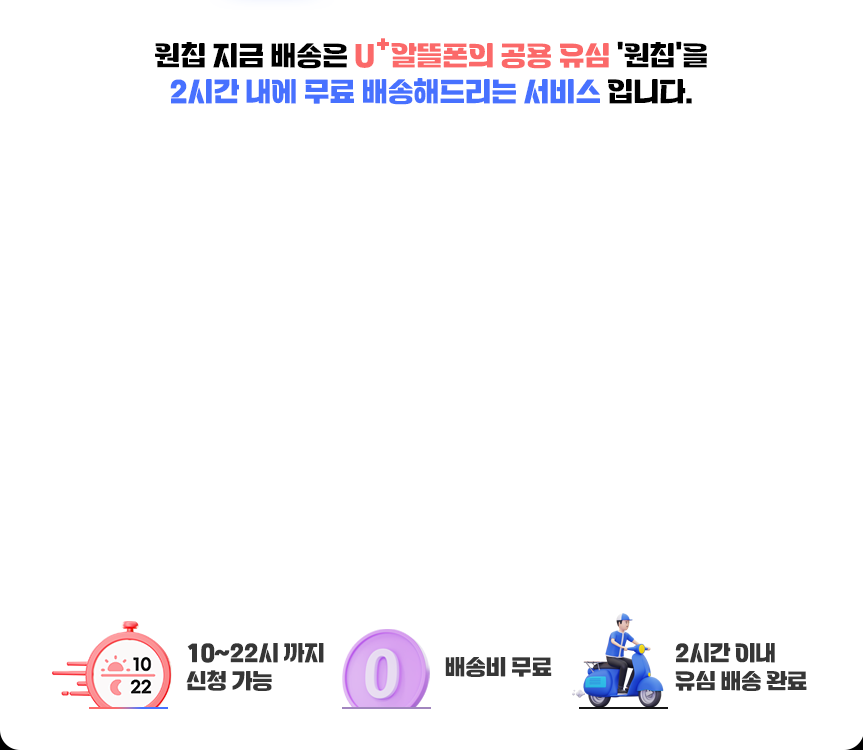 원칩 지금 배송은 U+알뜰폰의 공용 유심 '원칩'을
2시간 내에 무료 배송해드리는 서비스 입니다.
10
22
10~22시 까지
신청 가능
0
배송비 무료
2시간 이내
유심 배송 완료